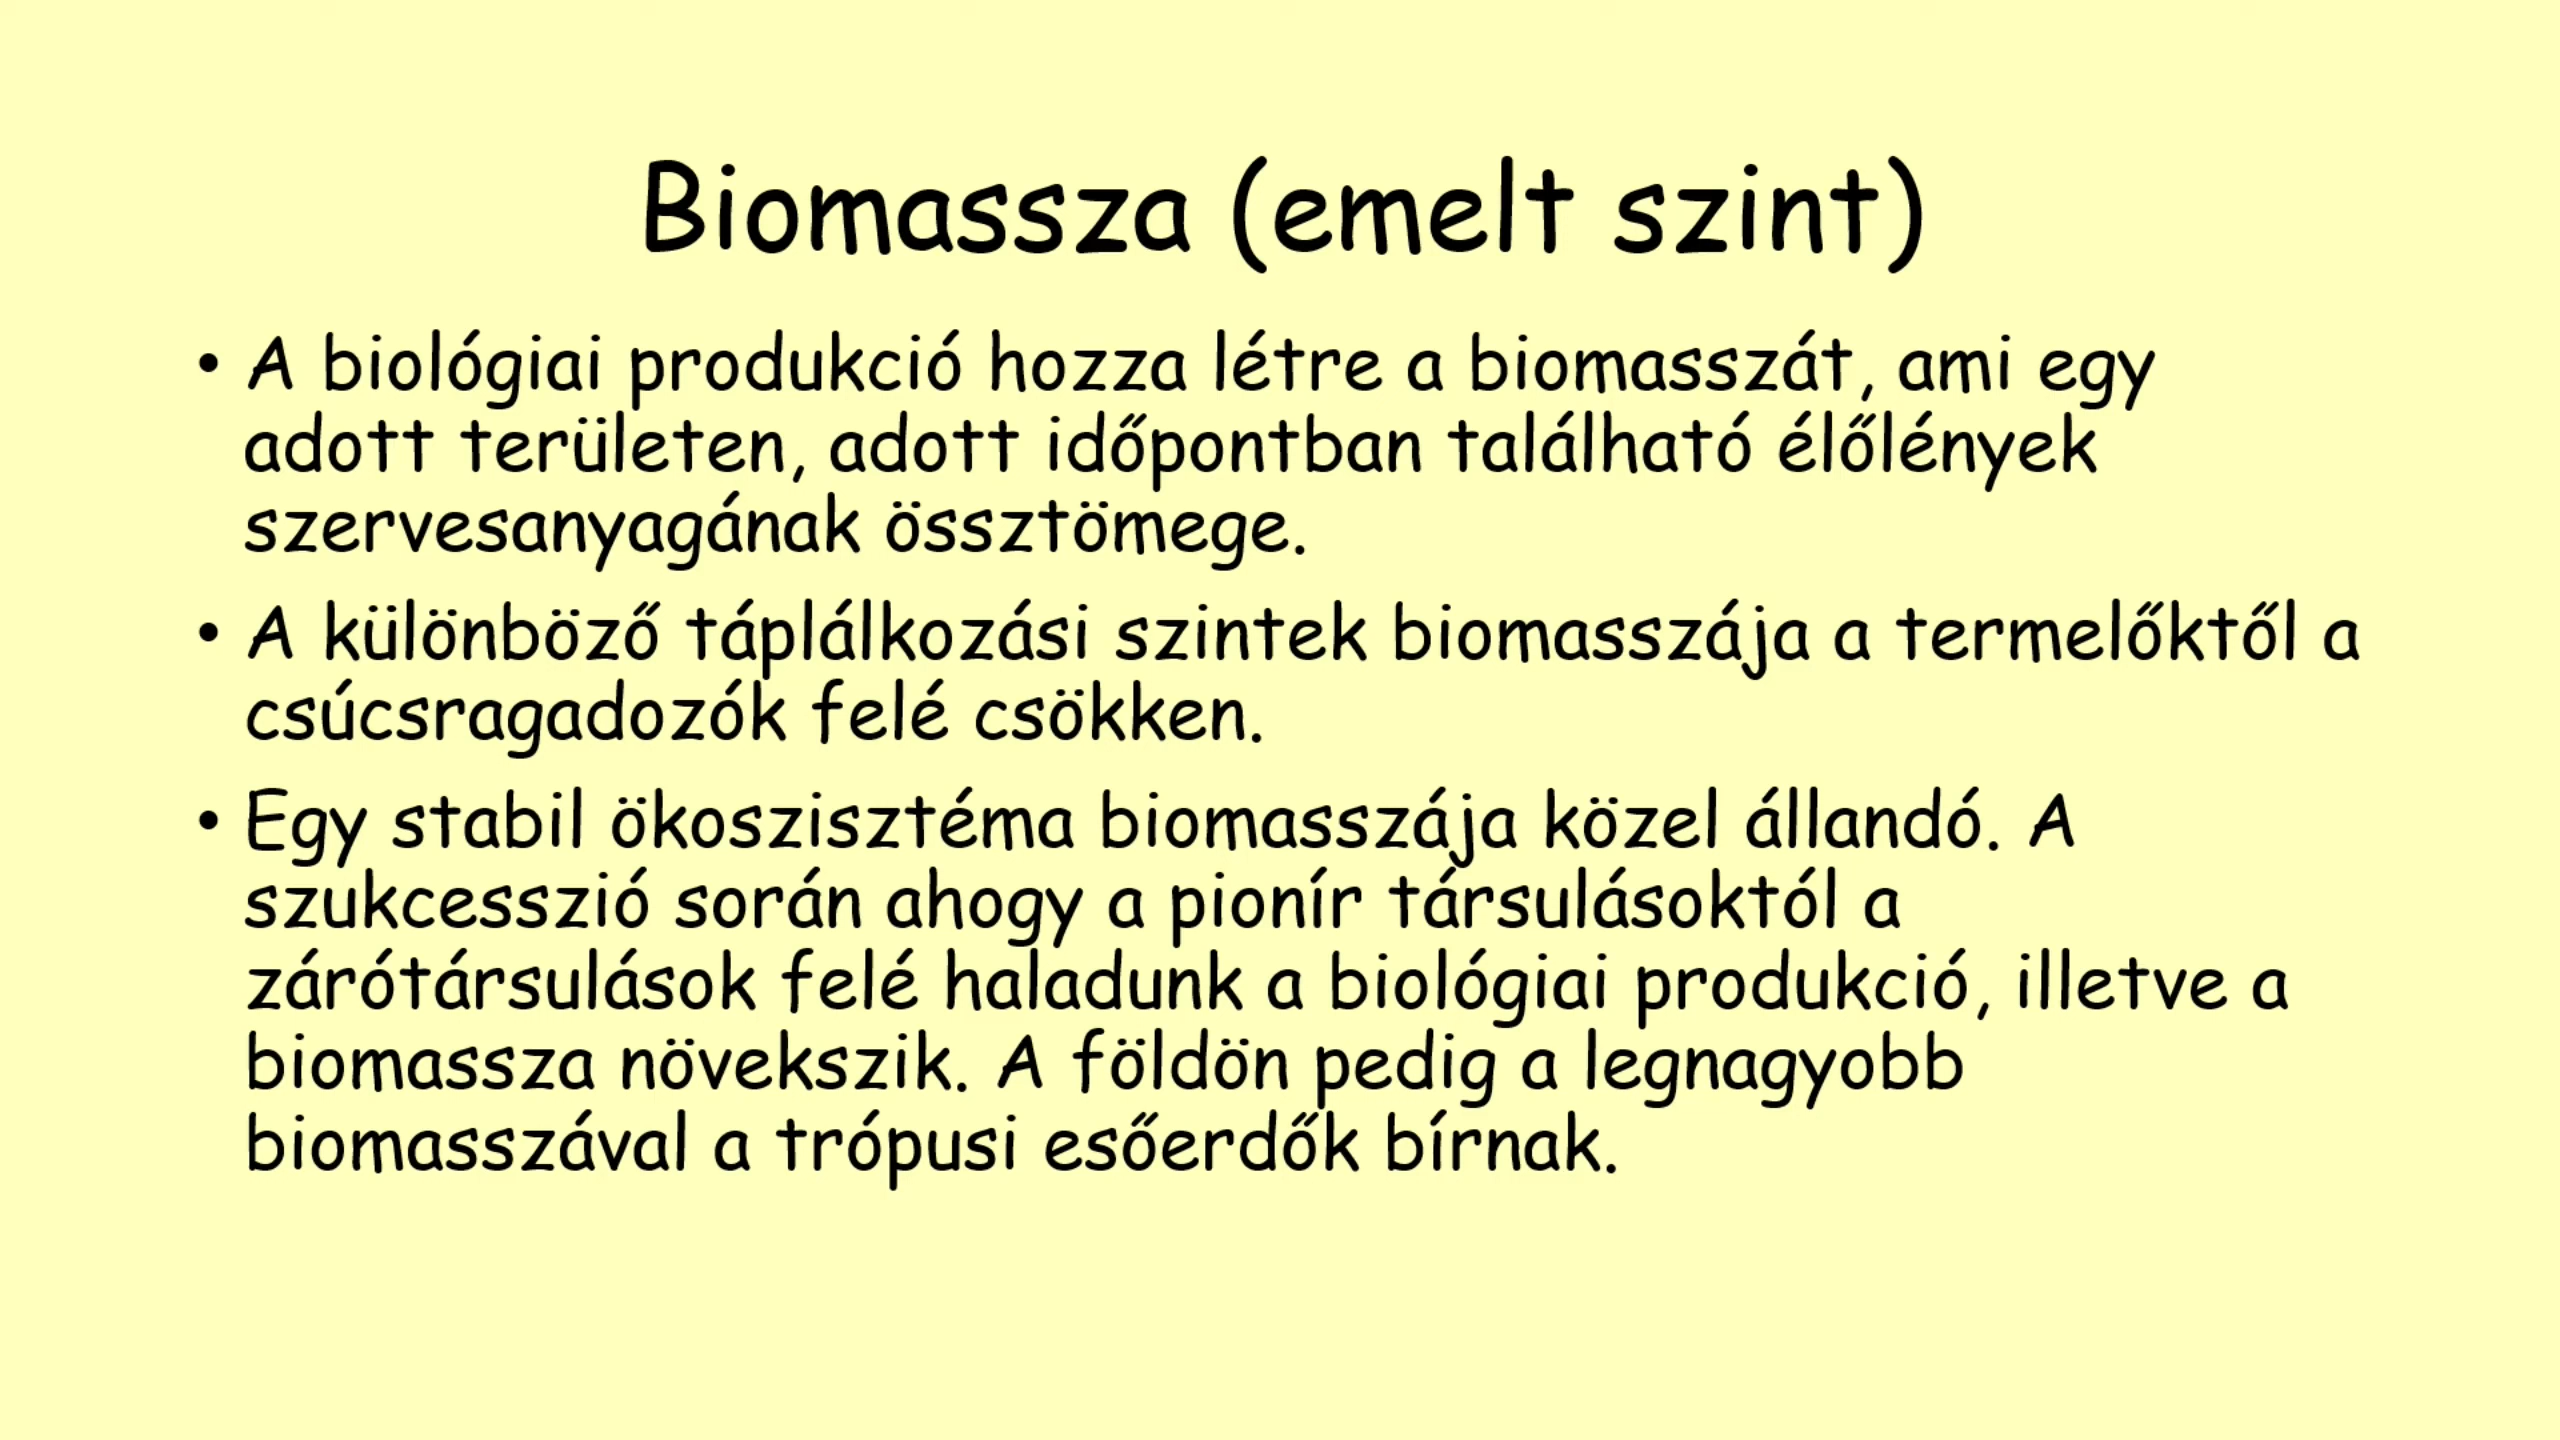 Biomassza (emelt szint)
• A biológiai produkció hozza létre a biomasszát, ami egy
adott területen, adott időpontban található élőlények
szervesanyagának össztömege.
• A különböző táplálkozási szintek biomasszája a termelőktől a
csúcsragadozók felé csökken.
• Egy stabil ökoszisztéma biomasszája közel állandó. A
szukcesszió során ahogy a pionír társulásoktól a
zárótársulások felé haladunk a biológiai produkció, illetve a
biomassza növekszik. A földön pedig a legnagyobb
biomasszával a trópusi esőerdők bírnak.